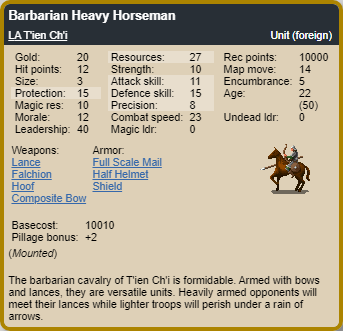 Barbarian Heavy Horseman
LA T'ien Ch'i Unit (foreign)
Gold: 20 Resources: 27 Rec points: 10000
Hit points: 12 Strength: 10 Map move: 14
Size: 3 Attack skill: 11 Encumbrance: 5
Protection: 15 Defence skill: 15 Age: 22
Magic res: 10 Precision: 8 (50)
Morale: 12 Combat speed: 23 Undead ldr: 0
Leadership: 40 Magic ldr: 0
Weapons: Armor:
Lance Full Scale Mail
Falchion Half Helmet
Hoof Shield
Composite Bow
Basecost: 10010
Pillage bonus: +2
(Mounted)
The barbarian cavalry of T'ien Ch'i is formidable. Armed with bows
and lances, they are versatile units. Heavily armed opponents will
meet their lances while lighter troops will perish under a rain of
arrows.